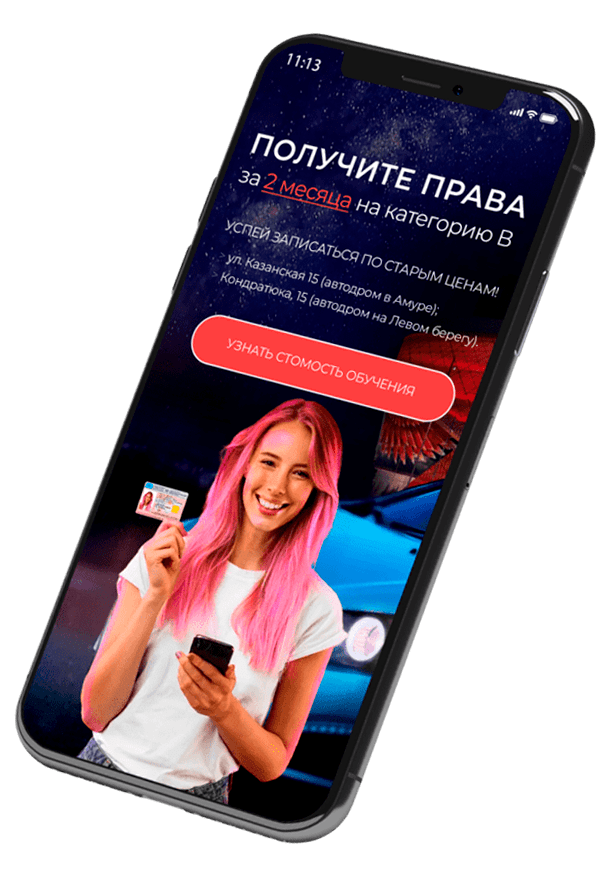 11:13
ПОЛУЧИТЕ ПРАВА
за 2 месяца на категорию B
УСПЕЙ ЗАПИСАТЬСЯ ПО СТАРЫМ ЦЕНАМ!
ул. Казанская 15 (автодром в Амуре);
Кондратюка, 15 (автодром на Левом берегу).
УЗНАТЬ СТОМОСТЬ ОБУЧЕНИЯ